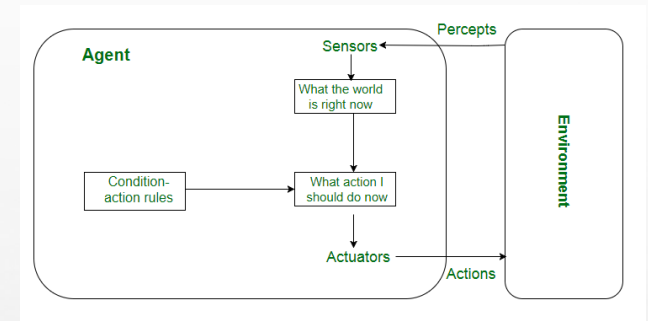 Percepts
Agent
Sensors
What the world
is right now
Condition-
action rules
What action I
should do now
Actuators
Actions
Environment